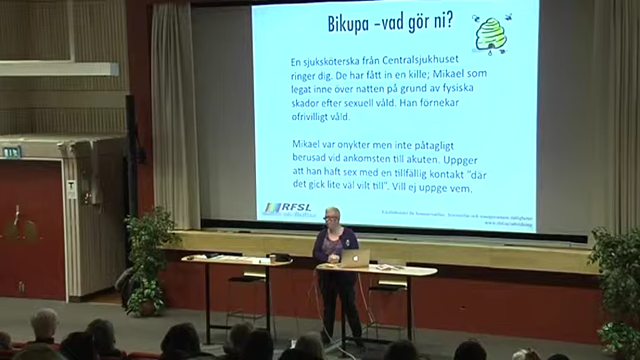 Bikupa –vad gör ni?
En sjuksköterska från Centralsjukhuset
ringer dig. De har fått in en kille; Mikael som
legat inne över natten på grund av fysiska
skador efter sexuell våld. Han förnekar
ofrivilligt våld.
Mikael var onykter men inte påtagligt
berusad vid ankomsten till akuten. Uppger
att han haft sex med en tillfällig kontakt "där
det gick lite väl vilt till". Vill ej uppge vem.
RFSL